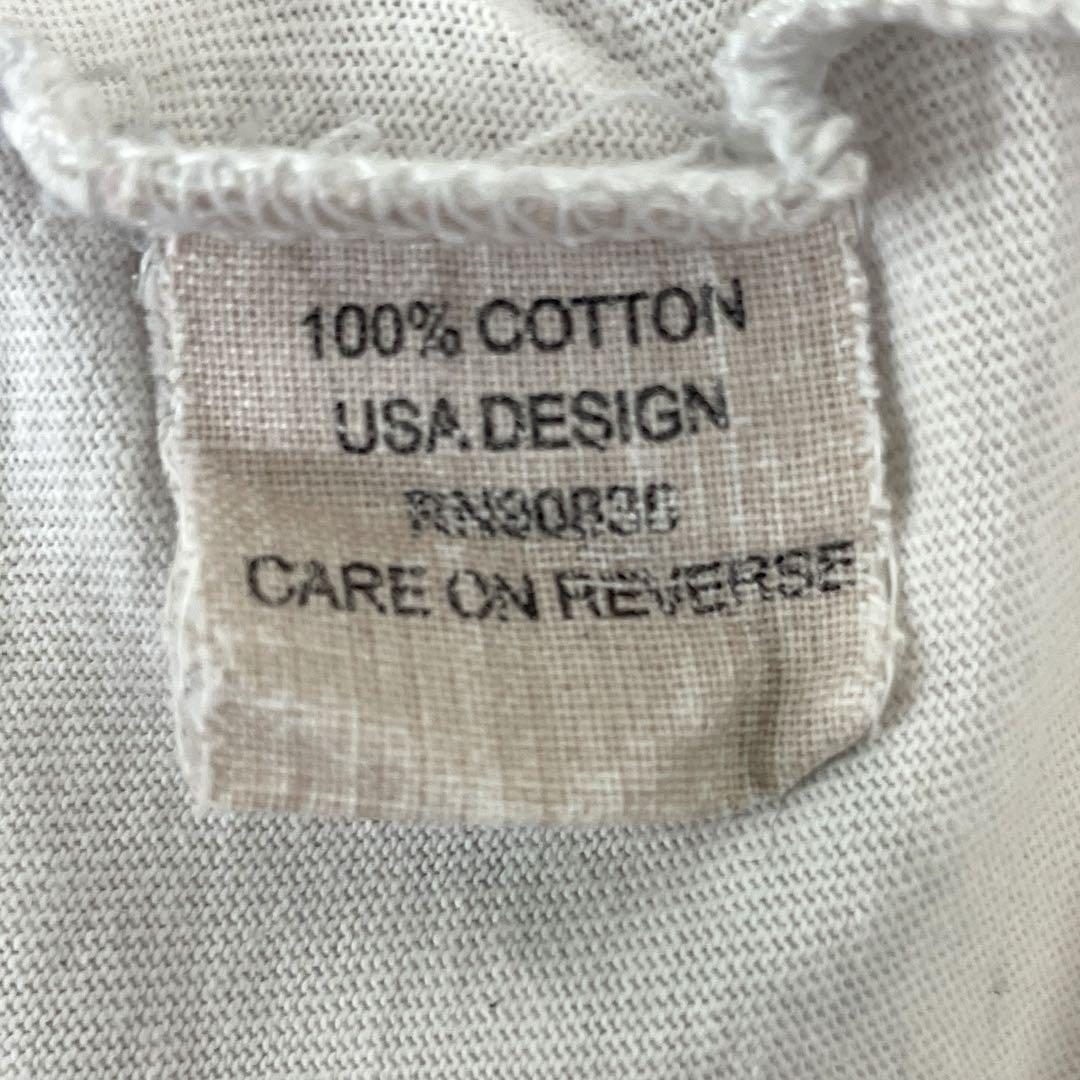 100% COTTON
USA DESIGN
CARE ON REVERSE